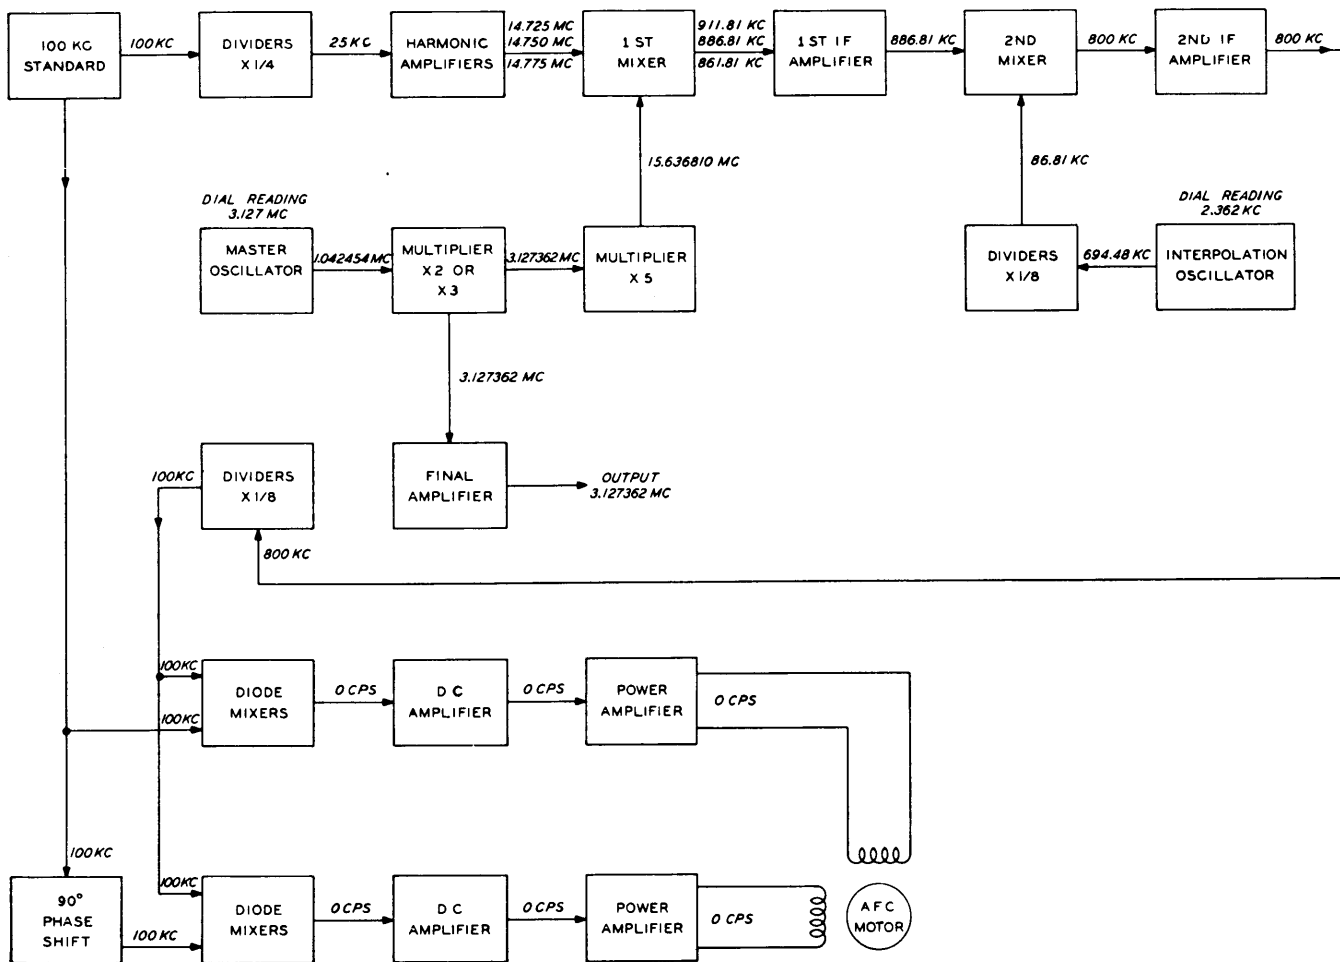 100 KC
STANDARD
100KC
DIVIDERS
X 1/4
25 KC
HARMONIC
AMPLIFIERS
14.725 MC
14.750 MC
14.775 MC
1 ST
MIXER
911.81 KC
886.81 KC
861.81 KC
1 ST IF
AMPLIFIER
886.81 KC
2ND
MIXER
800 KC
2ND IF
AMPLIFIER
800 KC
15.636810 MC
86.81 KC
DIAL READING
3.127 MC
DIAL READING
2.362 KC
MASTER
OSCILLATOR
1.042454 MC
MULTIPLIER
X 2 OR
X 3
3.127362 MC
MULTIPLIER
X 5
DIVIDERS
X 1/8
694.48 KC
INTERPOLATION
OSCILLATOR
3.127362 MC
100KC
DIVIDERS
X 1/8
FINAL
AMPLIFIER
OUTPUT
3.127362 MC
800 KC
100KC
100KC
DIODE
MIXERS
0 CPS
D C
AMPLIFIER
0 CPS
POWER
AMPLIFIER
0 CPS
100KC
90°
PHASE
SHIFT
100 KC
100KC
DIODE
MIXERS
0 CPS
D C
AMPLIFIER
0 CPS
POWER
AMPLIFIER
0 CPS
AFC
MOTOR